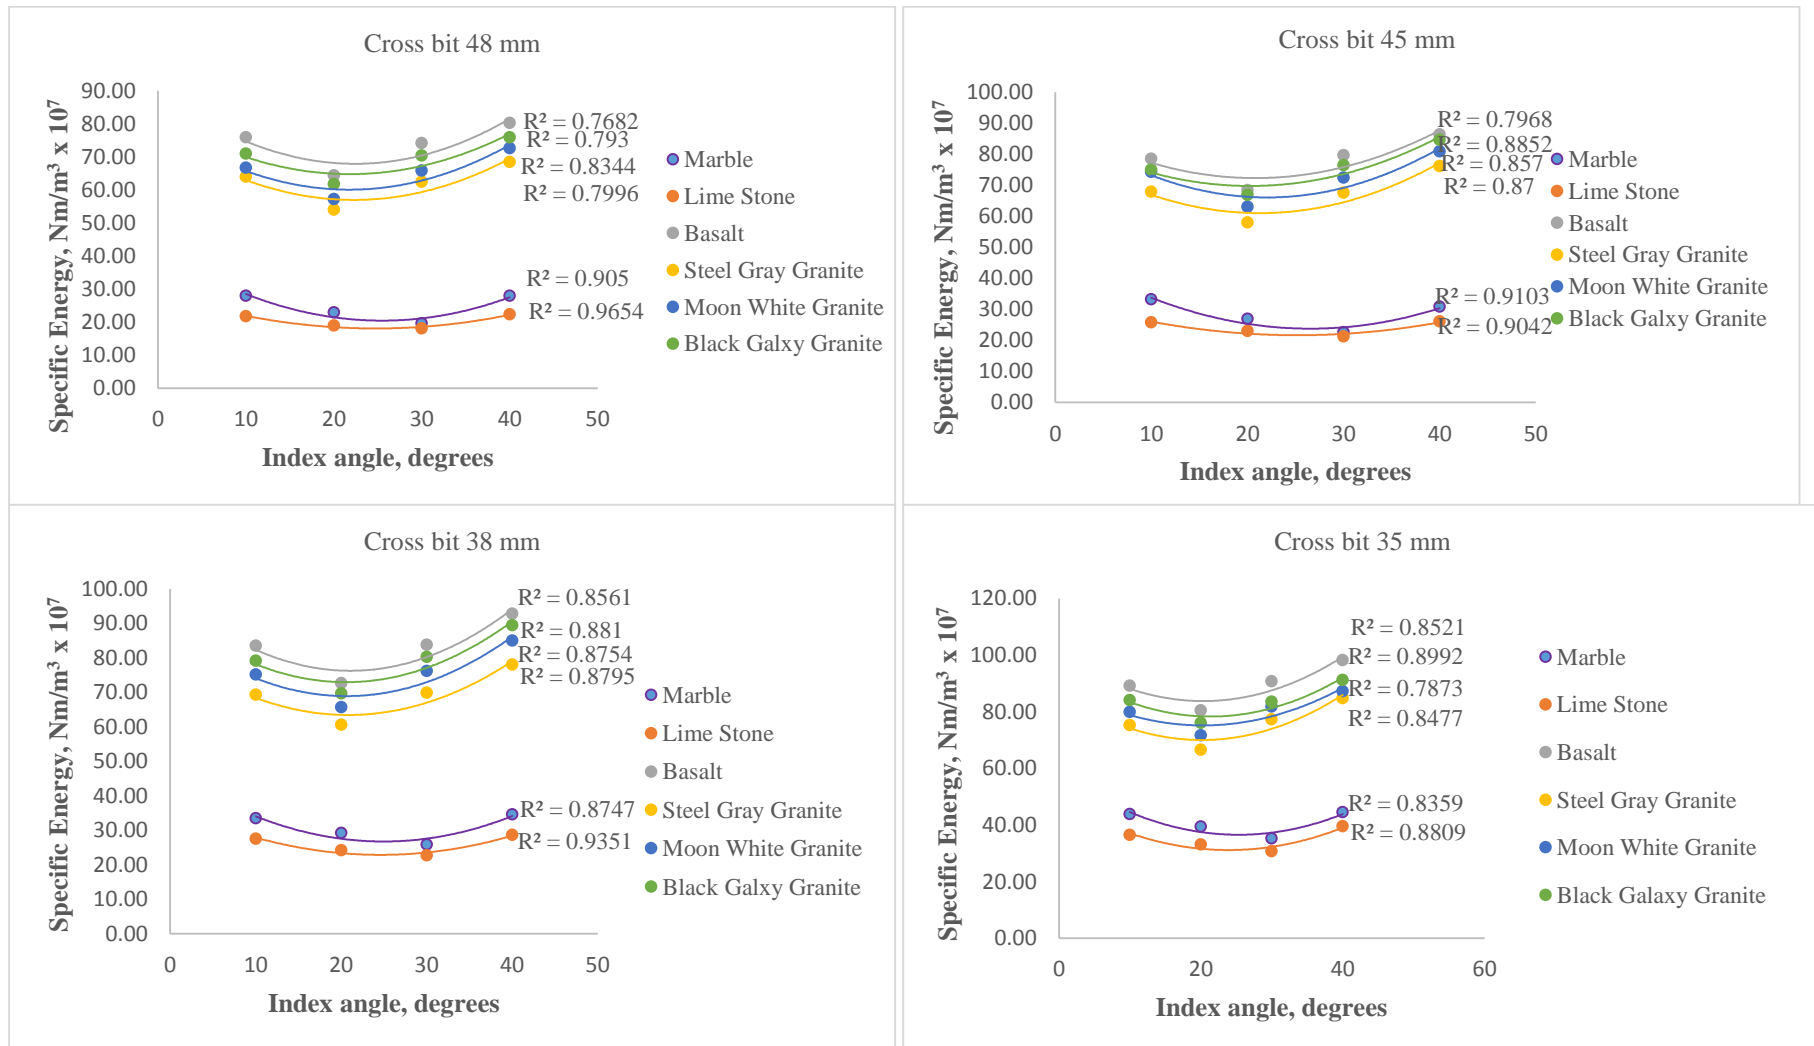 Cross bit 48 mm
Specific Energy, Nm/m³ x 10⁷
90.00
80.00
70.00
60.00
50.00
40.00
30.00
20.00
10.00
0.00
0
10
20
30
40
50
Index angle, degrees
R² = 0.7682
R² = 0.793
R² = 0.8344
R² = 0.7996
R² = 0.905
R² = 0.9654
Marble
Lime Stone
Basalt
Steel Gray Granite
Moon White Granite
Black Galxy Granite
Cross bit 45 mm
Specific Energy, Nm/m³ x 10⁷
100.00
90.00
80.00
70.00
60.00
50.00
40.00
30.00
20.00
10.00
0.00
0
10
20
30
40
50
Index angle, degrees
R² = 0.7968
R² = 0.8852
R² = 0.857
R² = 0.87
R² = 0.9103
R² = 0.9042
Marble
Lime Stone
Basalt
Steel Gray Granite
Moon White Granite
Black Galxy Granite
Cross bit 38 mm
Specific Energy, Nm/m³ x 10⁷
100.00
90.00
80.00
70.00
60.00
50.00
40.00
30.00
20.00
10.00
0.00
0
10
20
30
40
50
Index angle, degrees
R² = 0.8561
R² = 0.881
R² = 0.8754
R² = 0.8795
R² = 0.8747
R² = 0.9351
Marble
Lime Stone
Basalt
Steel Gray Granite
Moon White Granite
Black Galxy Granite
Cross bit 35 mm
Specific Energy, Nm/m³ x 10⁷
120.00
100.00
80.00
60.00
40.00
20.00
0.00
0
20
40
60
Index angle, degrees
R² = 0.8521
R² = 0.8992
R² = 0.7873
R² = 0.8477
R² = 0.8359
R² = 0.8809
Marble
Lime Stone
Basalt
Steel Gray Granite
Moon White Granite
Black Galaxy Granite